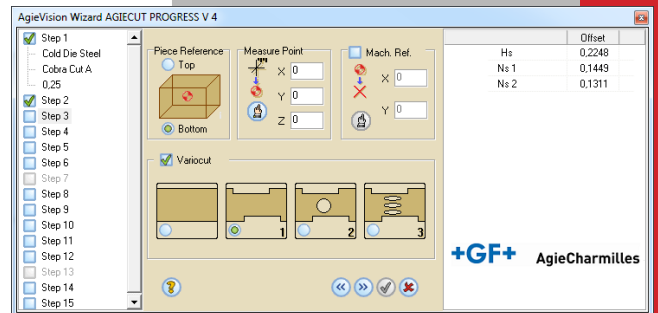 AgieVision Wizard AGIECUT PROGRESS V 4
Step 1
Cold Die Steel
Cobra Cut A
0,25
Step 2
Step 3
Step 4
Step 5
Step 6
Step 7
Step 8
Step 9
Step 10
Step 11
Step 12
Step 13
Step 14
Step 15
Piece Reference
Top
Bottom
Measure Point
X 0
Y 0
Z 0
Mach. Ref.
X 0
Y 0
Variocut
1 2 3
Offset
Hs 0,2248
Ns 1 0,1449
Ns 2 0,1311
+GF+ AgieCharmilles